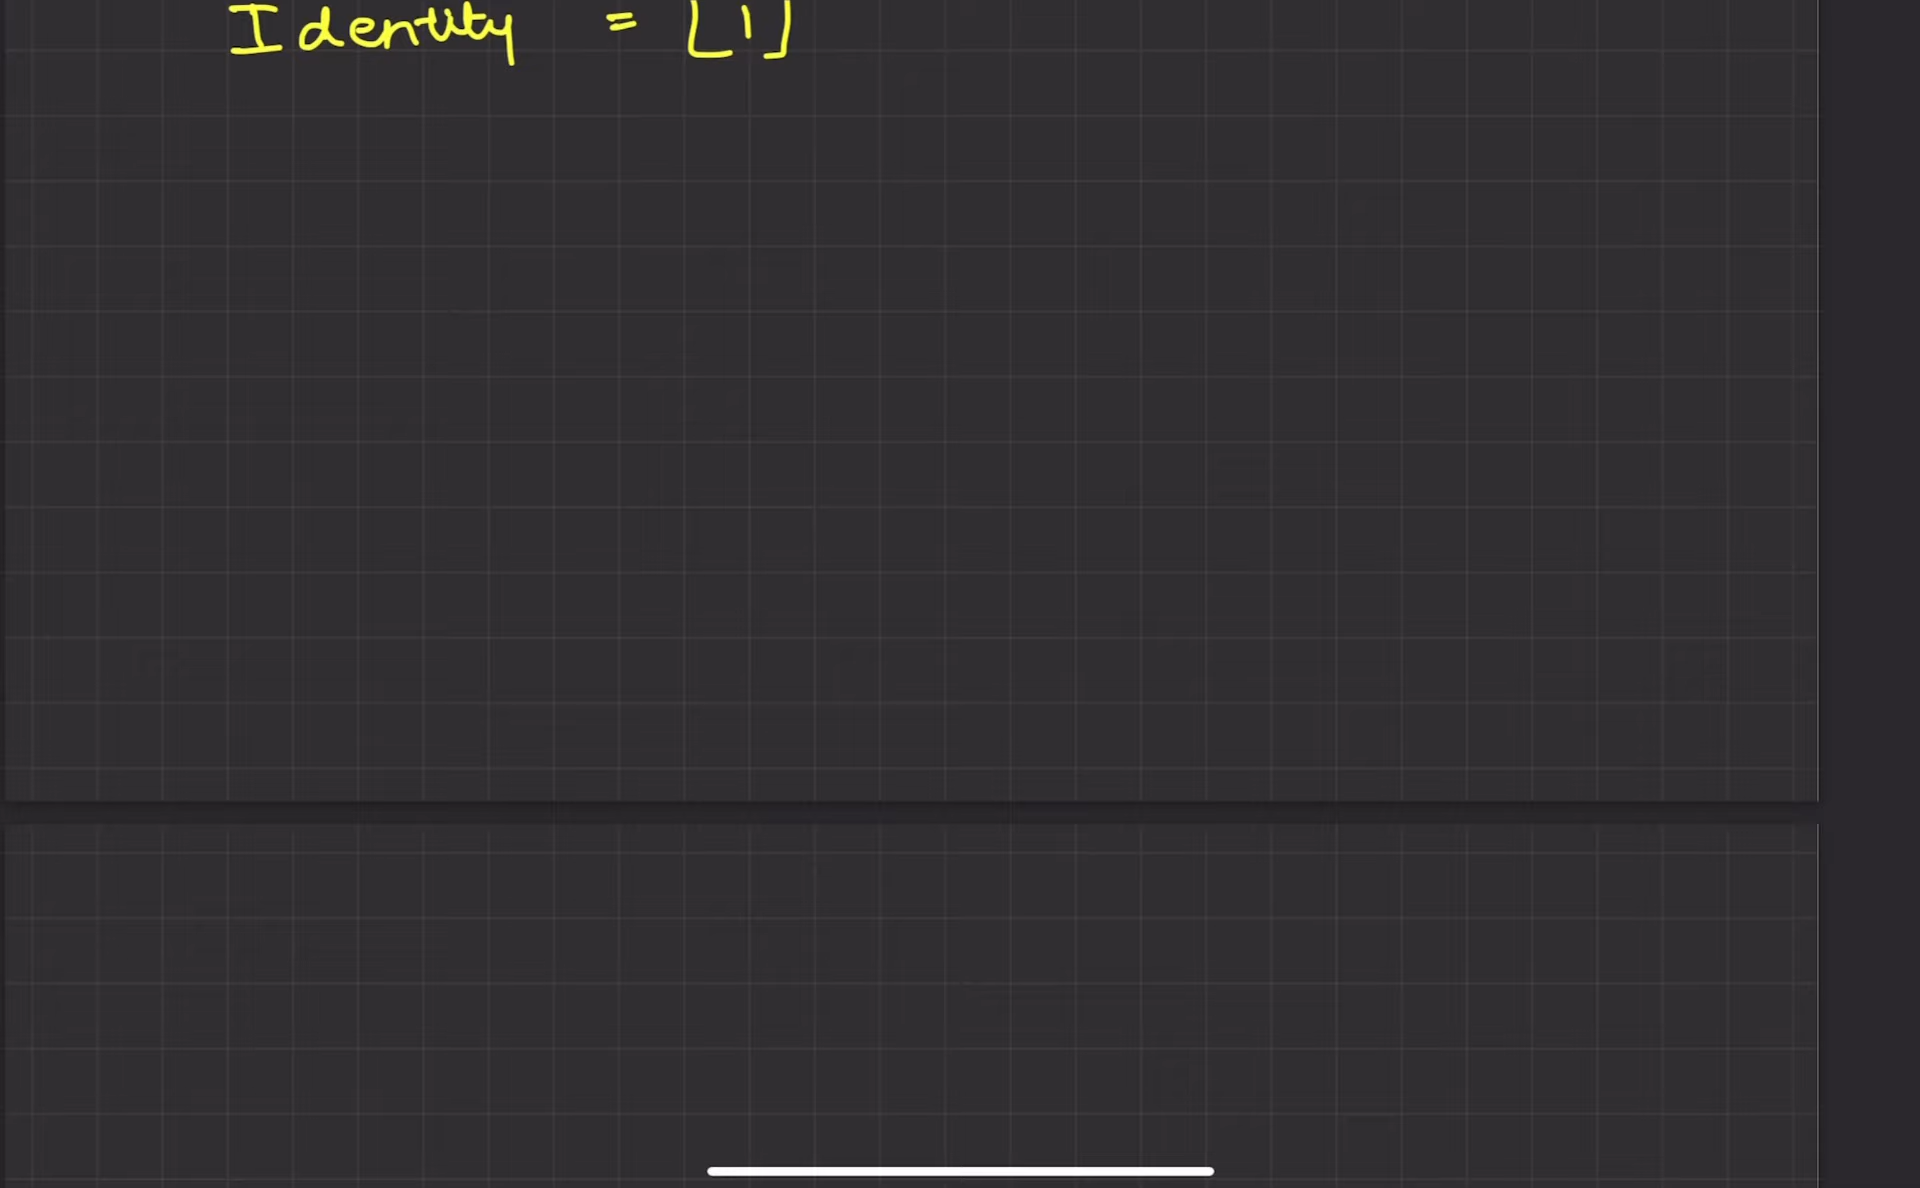 Identity = [1]